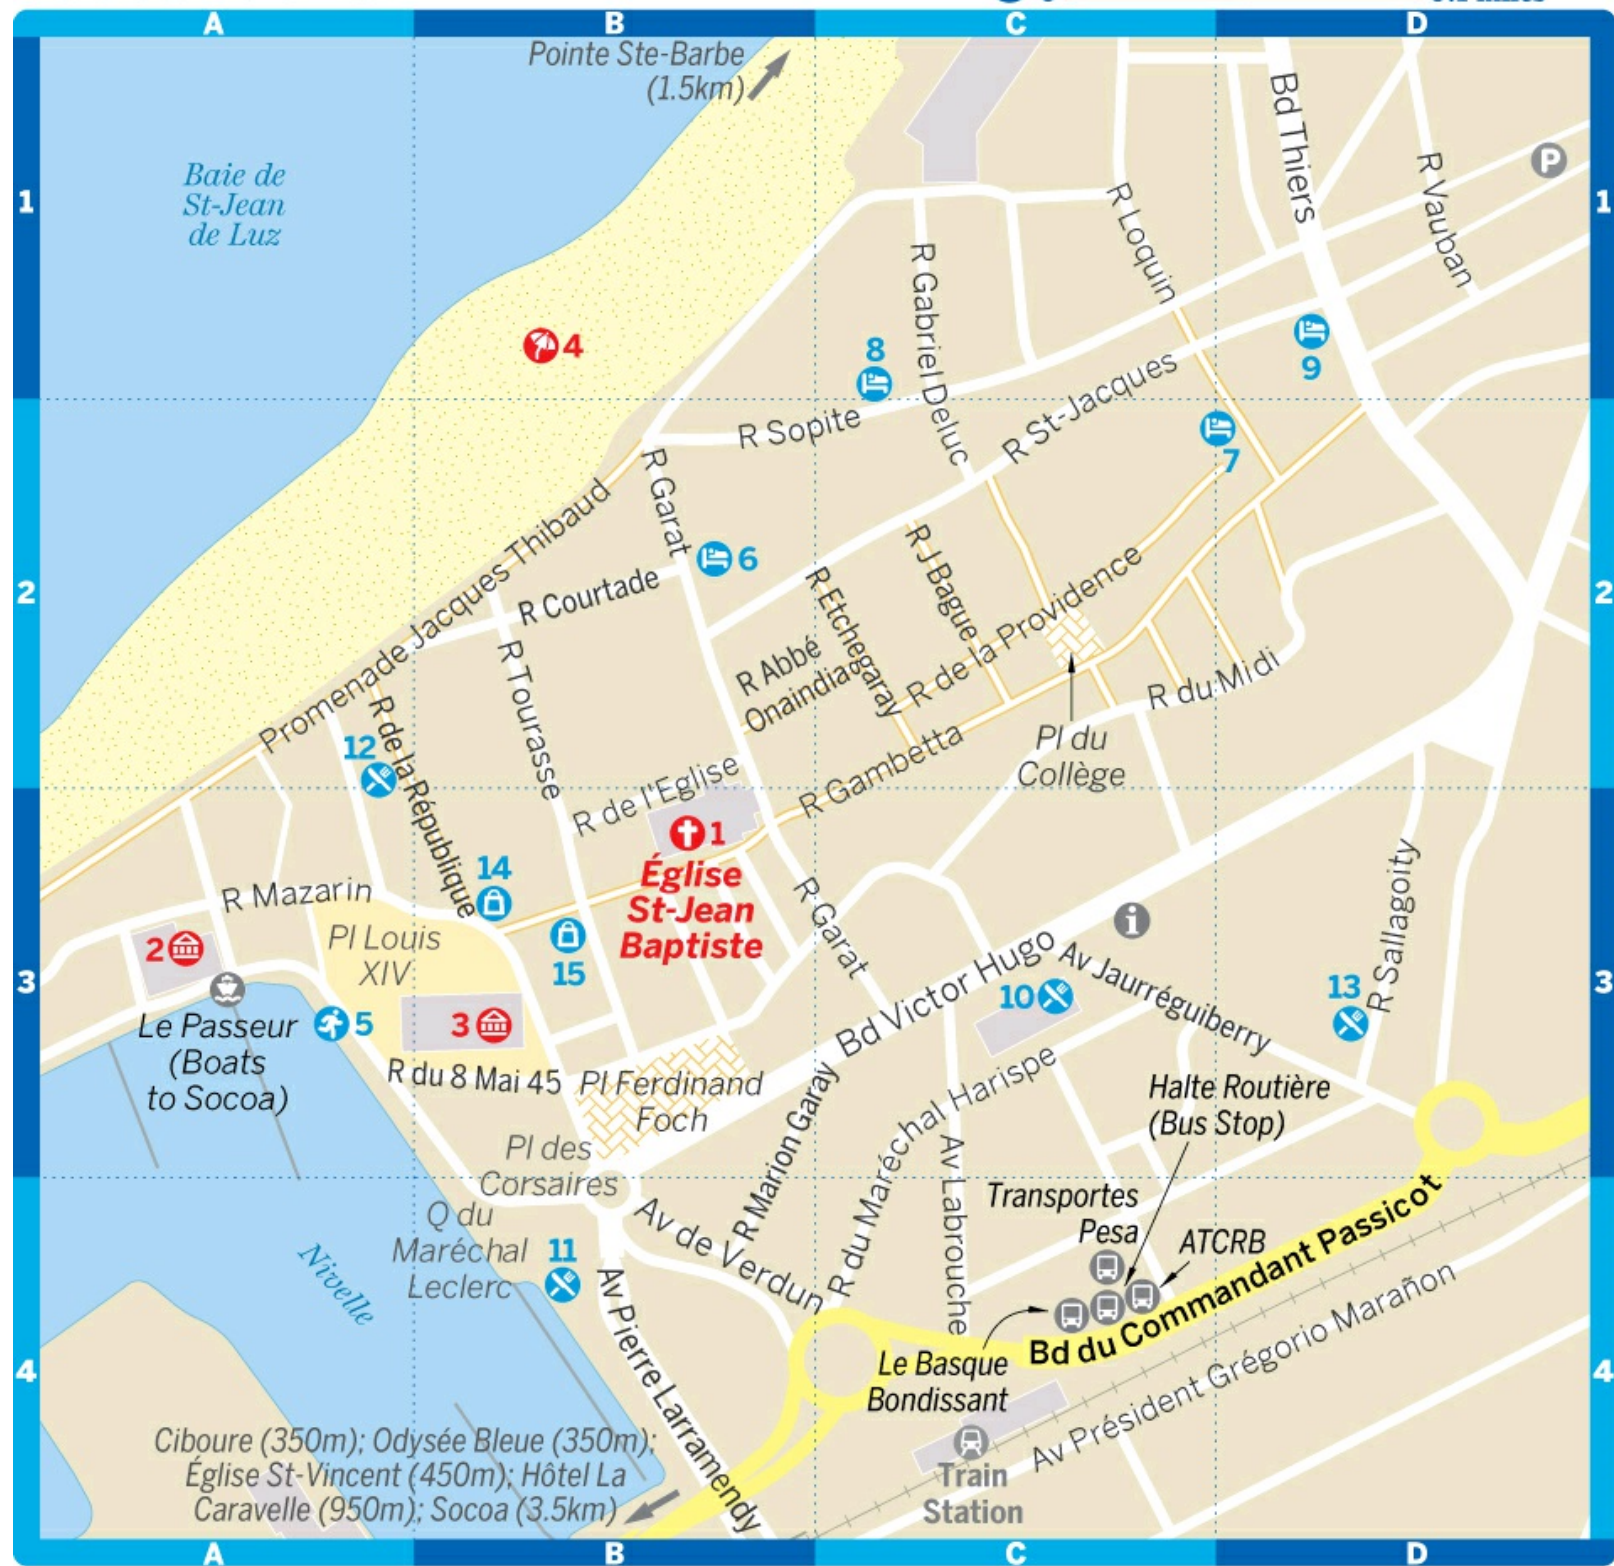 A
B
C
D
Pointe Ste-Barbe
(1.5km)
Bd Thiers
R Vauban
P
1
1
Baie de
St-Jean
de Luz
R Loquin
R Gabriel Deluc
4
8
9
R St-Jacques
R Sopite
7
R Garat
Promenade Jacques Thibaud
6
R Courtade
R J Bague
R Etchegaray
R de la Providence
2
2
R Abbé
Onaindia
R Tourasse
R du Midi
R de la République
12
Pl du
Collège
R Gambetta
R de l'Eglise
1
Église
St-Jean
Baptiste
14
R Mazarin
R Garat
R Sallagoity
Pl Louis
XIV
2
15
i
3
3
Bd Victor Hugo
Av Jaurréguiberry
10
13
5
3
Le Passeur
(Boats
to Socoa)
R du 8 Mai 45
Pl Ferdinand
Foch
R Marion Garay
R du Maréchal Harispe
Halte Routière
(Bus Stop)
Pl des
Corsaires
Av Labrouche
Transportes
Pesa
ATCRB
Q du
Maréchal
Leclerc
11
Av de Verdun
Nivelle
Av Pierre Larramendy
Bd du Commandant Passicot
Le Basque
Bondissant
Av Président Grégorio Marañon
4
4
Ciboure (350m); Odysée Bleue (350m);
Église St-Vincent (450m); Hôtel La
Caravelle (950m); Socoa (3.5km)
Train
Station
A
B
C
D